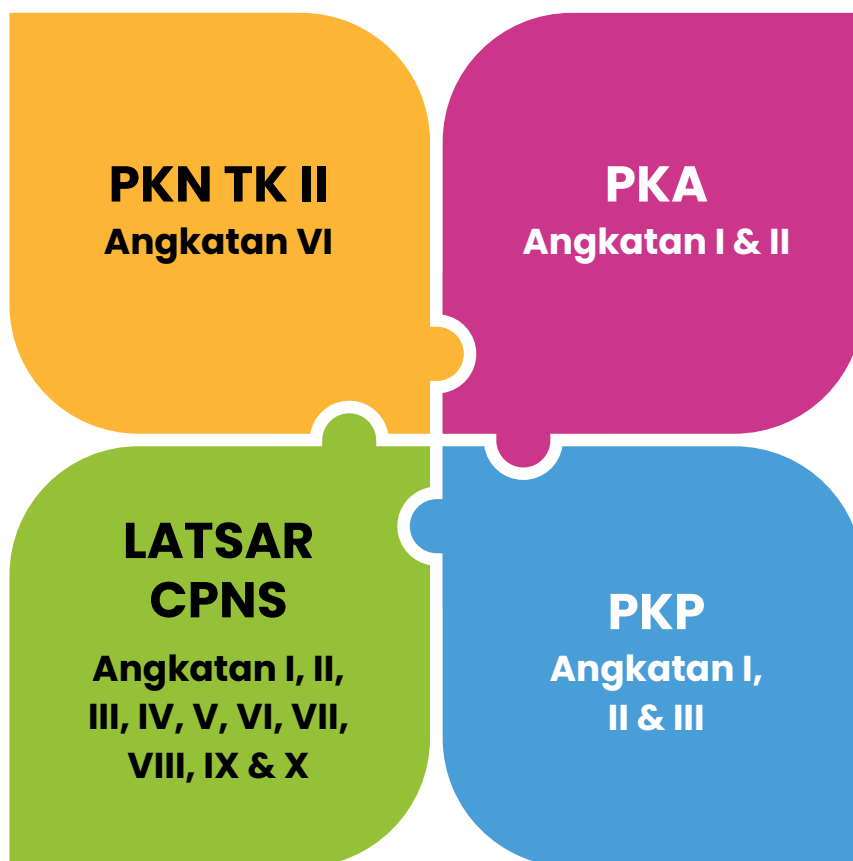 PKN TK II
Angkatan VI
PKA
Angkatan I & II
LATSAR
CPNS
Angkatan I, II,
III, IV, V, VI, VII,
VIII, IX & X
PKP
Angkatan I,
II & III